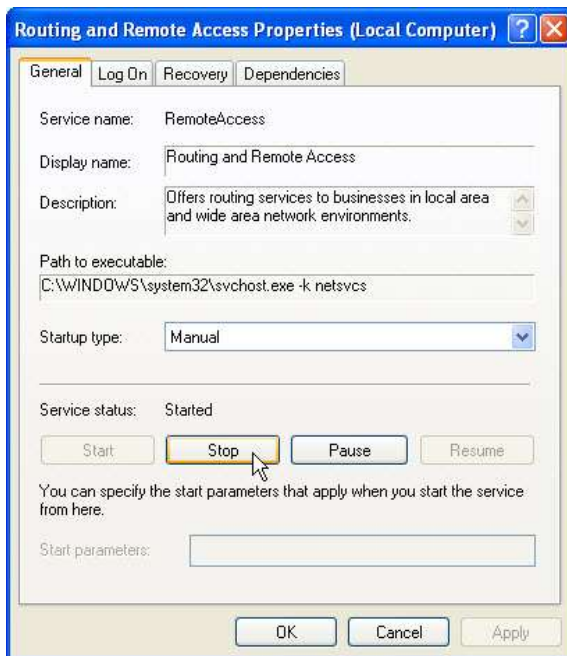 Routing and Remote Access Properties (Local Computer)
General Log On Recovery Dependencies
Service name: RemoteAccess
Display name: Routing and Remote Access
Description: Offers routing services to businesses in local area
and wide area network environments.
Path to executable:
C:\WINDOWS\system32\svchost.exe -k netsvcs
Startup type: Manual
Service status: Started
Start Stop Pause Resume
You can specify the start parameters that apply when you start the service
from here.
Start parameters:
OK Cancel Apply